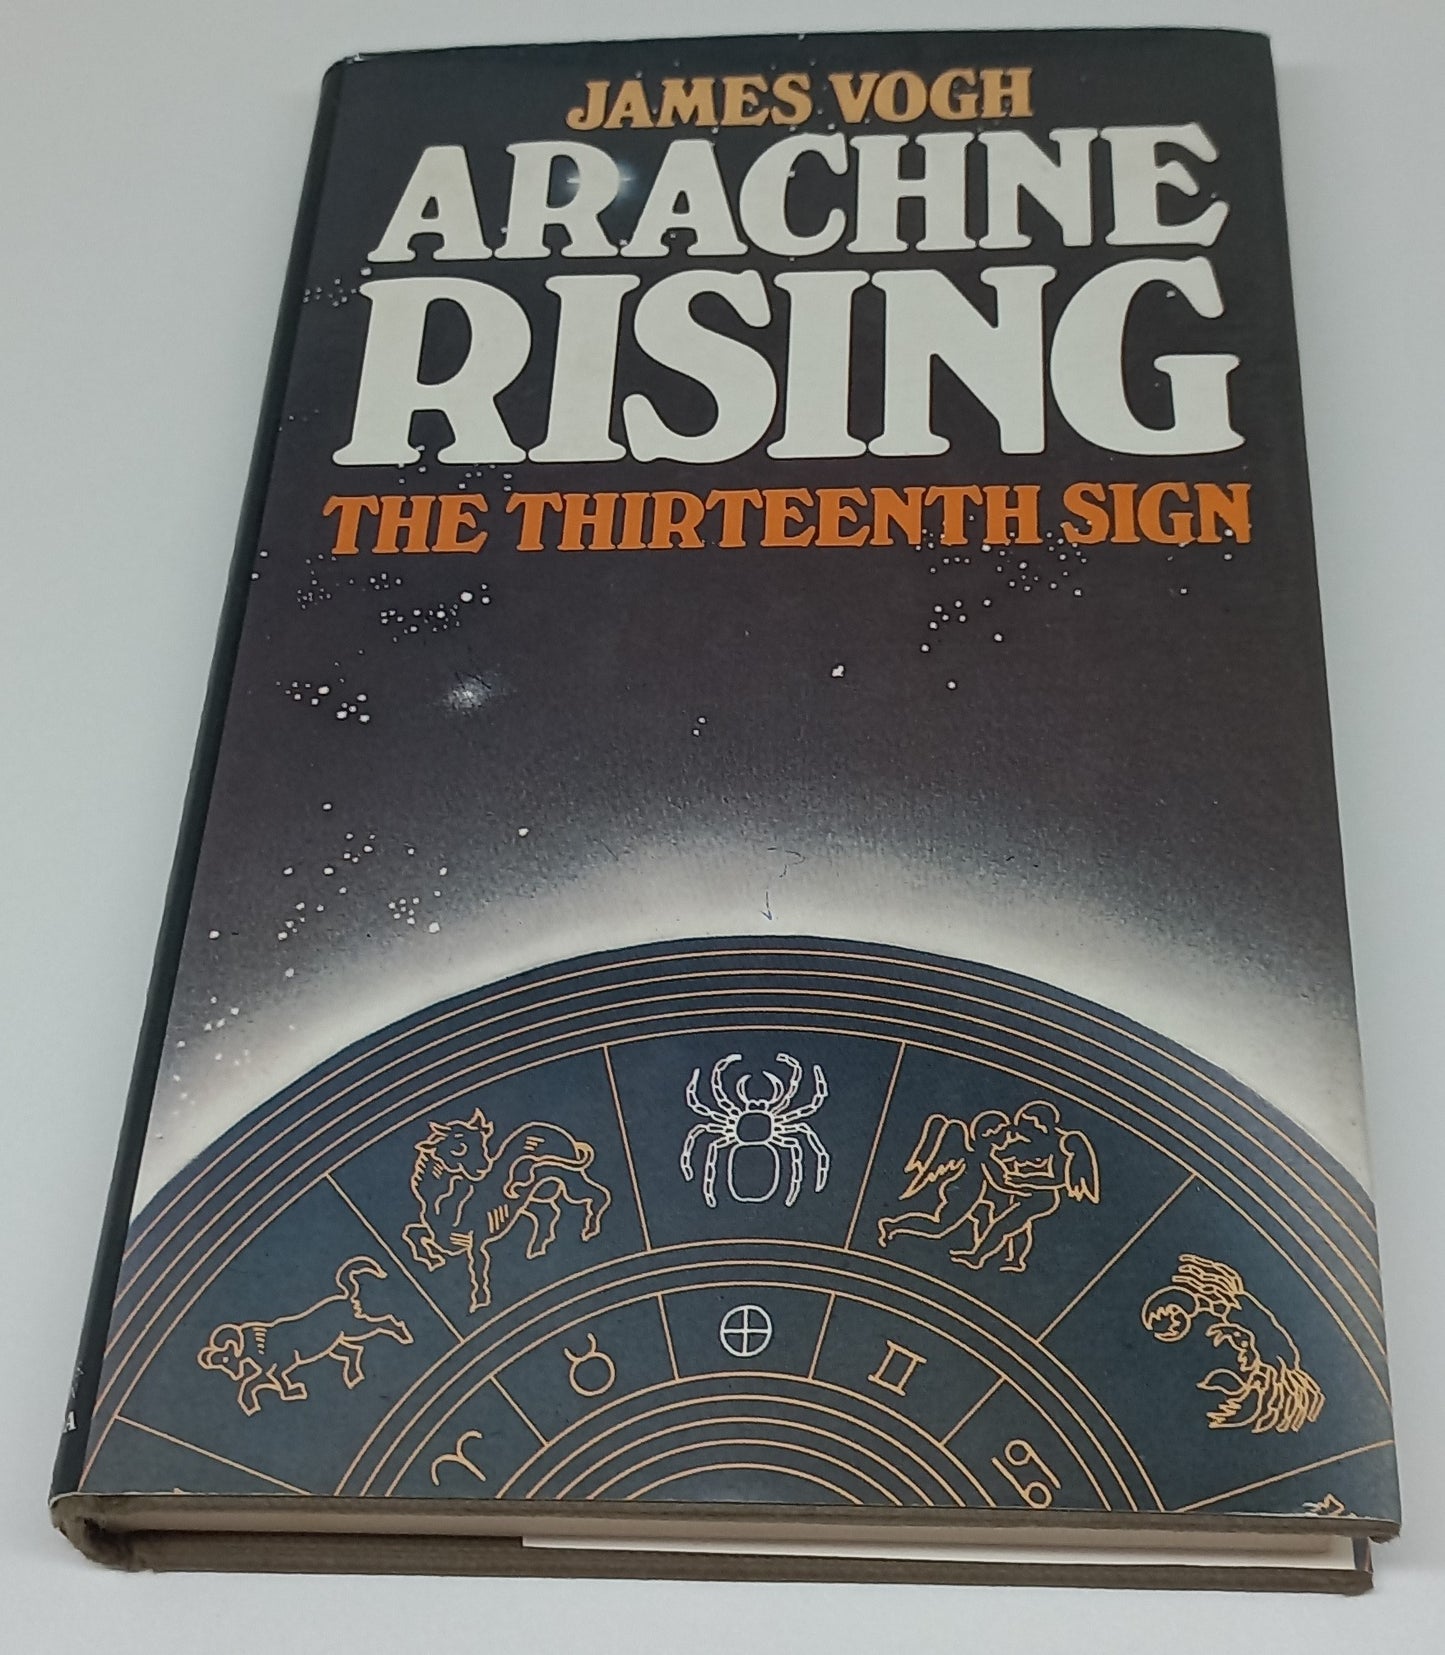 JAMES VOGH
ARACHNE
RISING
THE THIRTEENTH SIGN